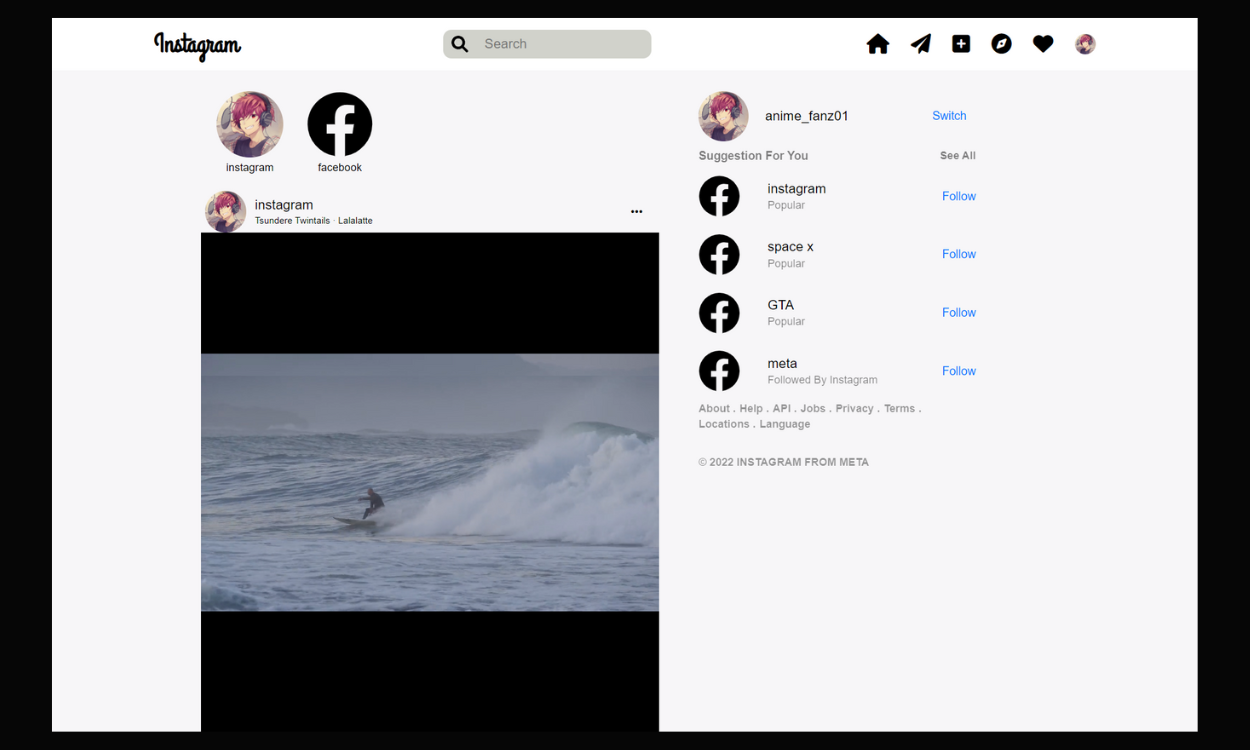 Instagram
Search
instagram
facebook
instagram
Tsundere Twintails · Lalalatte
anime_fanz01
Switch
Suggestion For You
See All
instagram
Popular
Follow
space x
Popular
Follow
GTA
Popular
Follow
meta
Followed By Instagram
Follow
About . Help . API . Jobs . Privacy . Terms .
Locations . Language
© 2022 INSTAGRAM FROM META